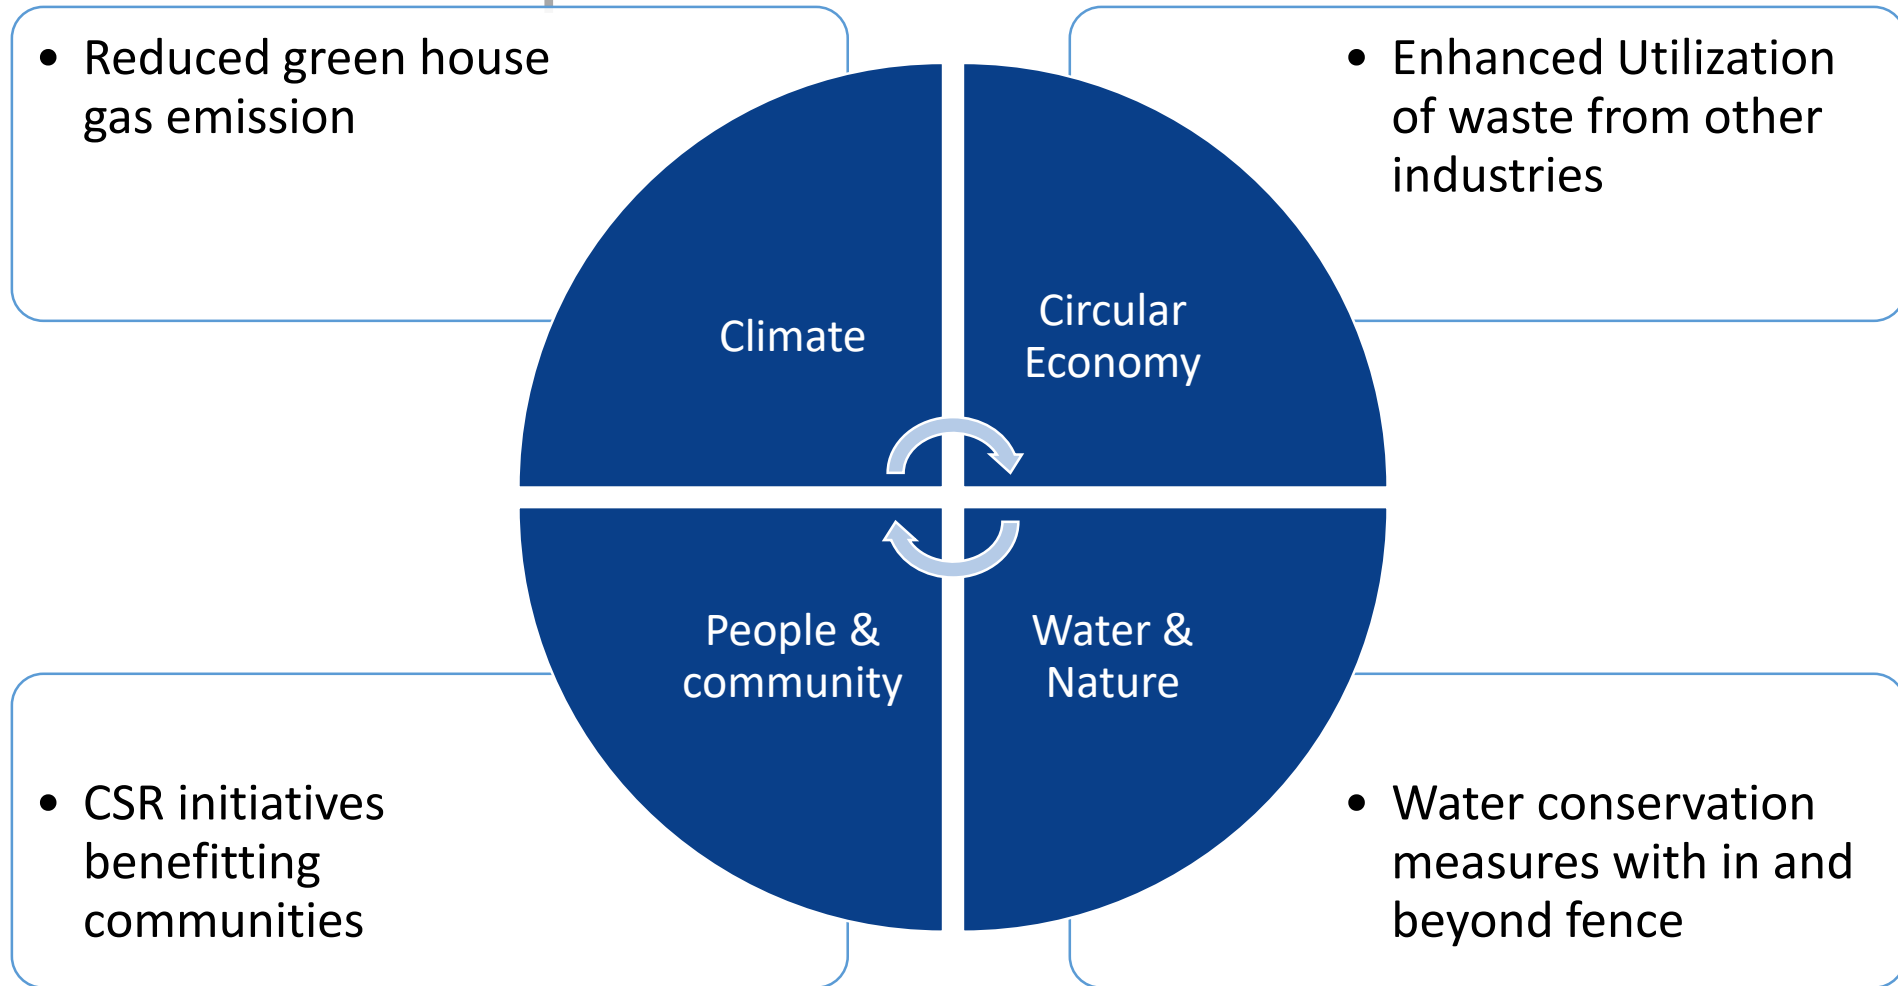 • Reduced green house
gas emission
• Enhanced Utilization
of waste from other
industries
Climate
Circular
Economy
People &
community
Water &
Nature
• CSR initiatives
benefitting
communities
• Water conservation
measures with in and
beyond fence